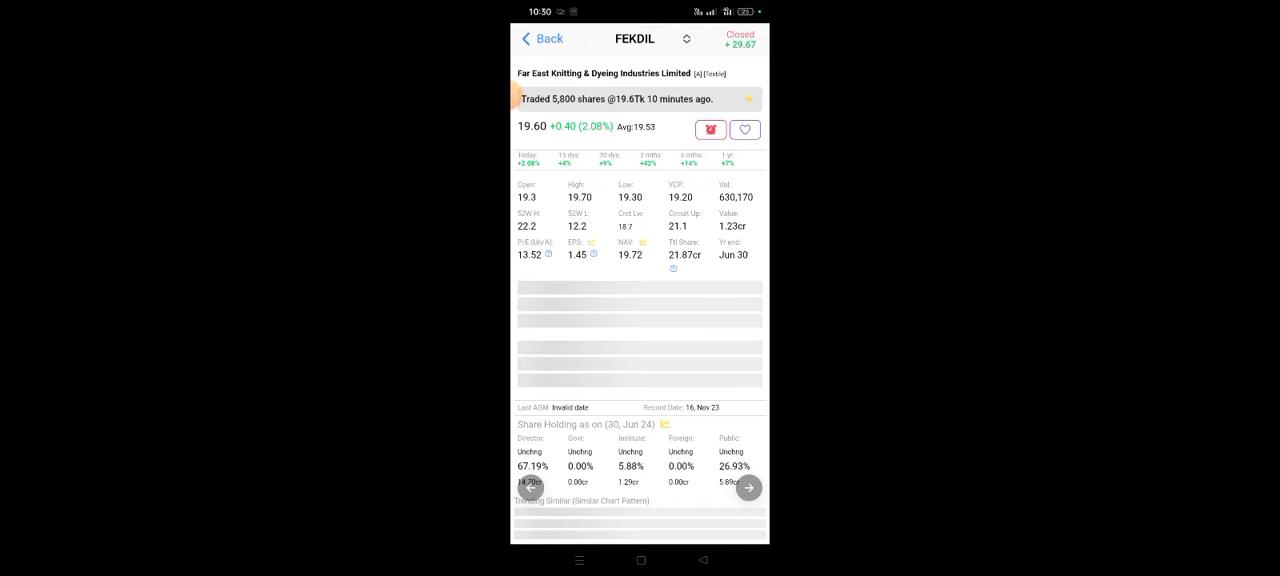 10:30
25
Back
FEKDIL
Closed
+ 29.67
Far East Knitting & Dyeing Industries Limited [A] [Textile]
Traded 5,800 shares @19.6Tk 10 minutes ago.
19.60 +0.40 (2.08%) Avg:19.53
Today: 15 dys: 30 dys: 3 mths: 6 mths: 1 yr:
+2.08% +4% +9% +42% +14% +7%
Open: High: Low: YCP: Vol:
19.3 19.70 19.30 19.20 630,170
52W H: 52W L: Crct Lw: Circuit Up: Value:
22.2 12.2 18.7 21.1 1.23cr
P/E (Un/A): EPS: NAV: Ttl Share: Yr end:
13.52 1.45 19.72 21.87cr Jun 30
Last AGM: Invalid date Record Date: 16, Nov 23
Share Holding as on (30, Jun 24)
Director: Govt: Institute: Foreign: Public:
Unchng Unchng Unchng Unchng Unchng
67.19% 0.00% 5.88% 0.00% 26.93%
14.70cr 0.00cr 1.29cr 0.00cr 5.89cr
Trending Similar (Similar Chart Pattern)